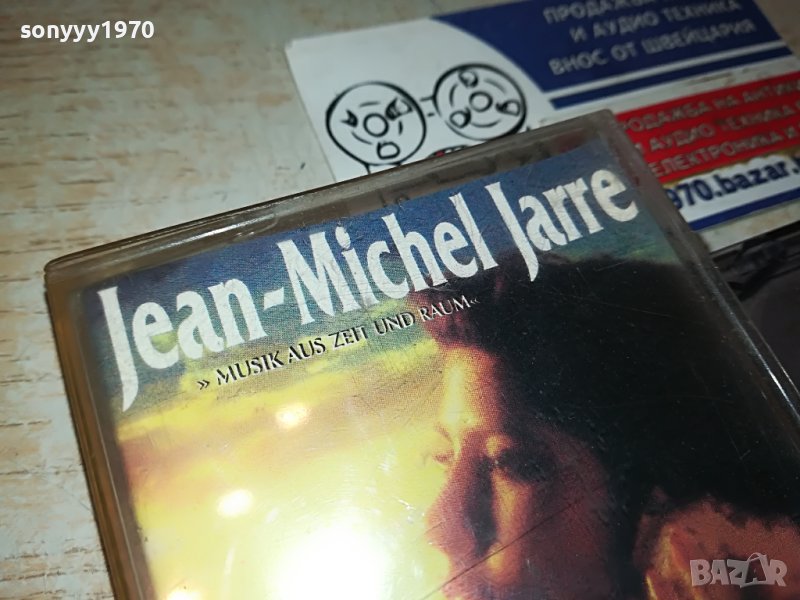 sonyyy1970
ПРОДАЖБА
И АУДИО ТЕХНИКА
ВНОС ОТ ШВЕЙЦАРИЯ
ПРОДАЖБА НА АНТИК
И АУДИО ТЕХНИКА
ЕЛЕКТРОНИКА И
970.bazar.
Jean-Michel Jarre
» MUSIK AUS ZEIT UND RAUM «
BAZAR